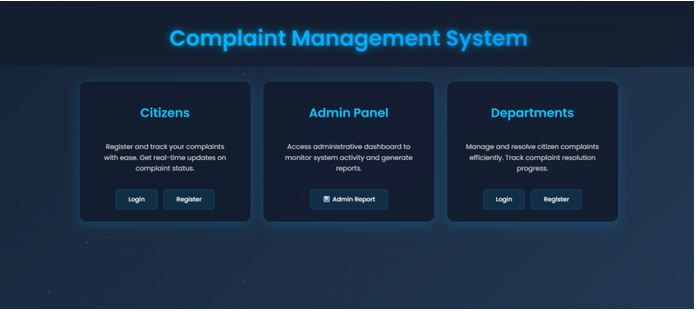 Complaint Management System
Citizens
Register and track your complaints
with ease. Get real-time updates on
complaint status.
Login
Register
Admin Panel
Access administrative dashboard to
monitor system activity and generate
reports.
Admin Report
Departments
Manage and resolve citizen complaints
efficiently. Track complaint resolution
progress.
Login
Register